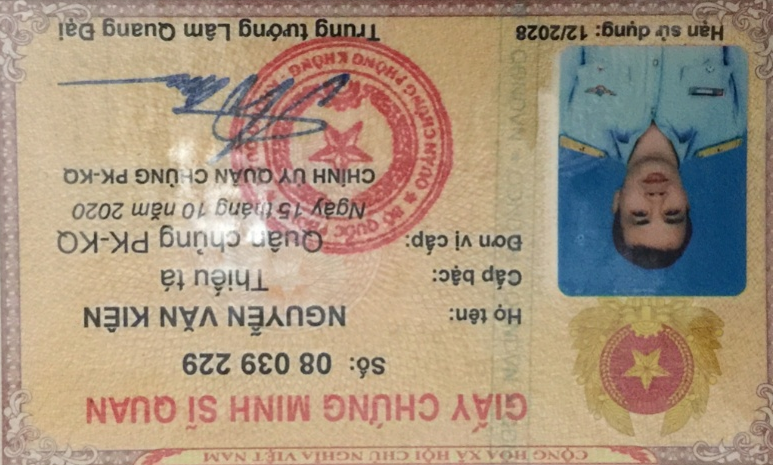 CỘNG HÒA XÃ HỘI CHỦ NGHĨA VIỆT NAM
GIẤY CHỨNG MINH SĨ QUAN
Số: 08 039 229
Họ tên: NGUYỄN VĂN KIÊN
Cấp bậc: Thiếu tá
Đơn vị cấp: Quân chủng PK-KQ
Ngày 15 tháng 10 năm 2020
CHÍNH ỦY QUÂN CHỦNG PK-KQ
Trung tướng Lâm Quang Đại
Hạn sử dụng: 12/2028